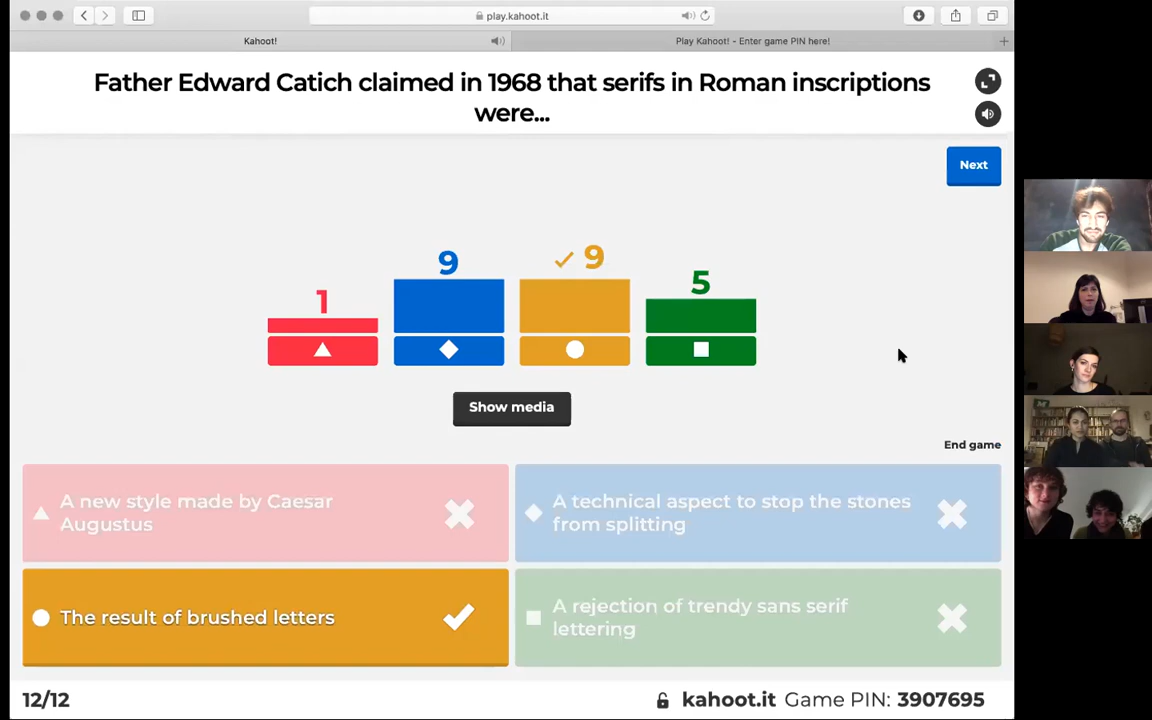 play.kahoot.it
Kahoot!
Play Kahoot! - Enter game PIN here!
Father Edward Catich claimed in 1968 that serifs in Roman inscriptions
were...
Next
1
9
9
5
Show media
End game
A new style made by Caesar
Augustus
A technical aspect to stop the stones
from splitting
The result of brushed letters
A rejection of trendy sans serif
lettering
12/12
kahoot.it Game PIN: 3907695